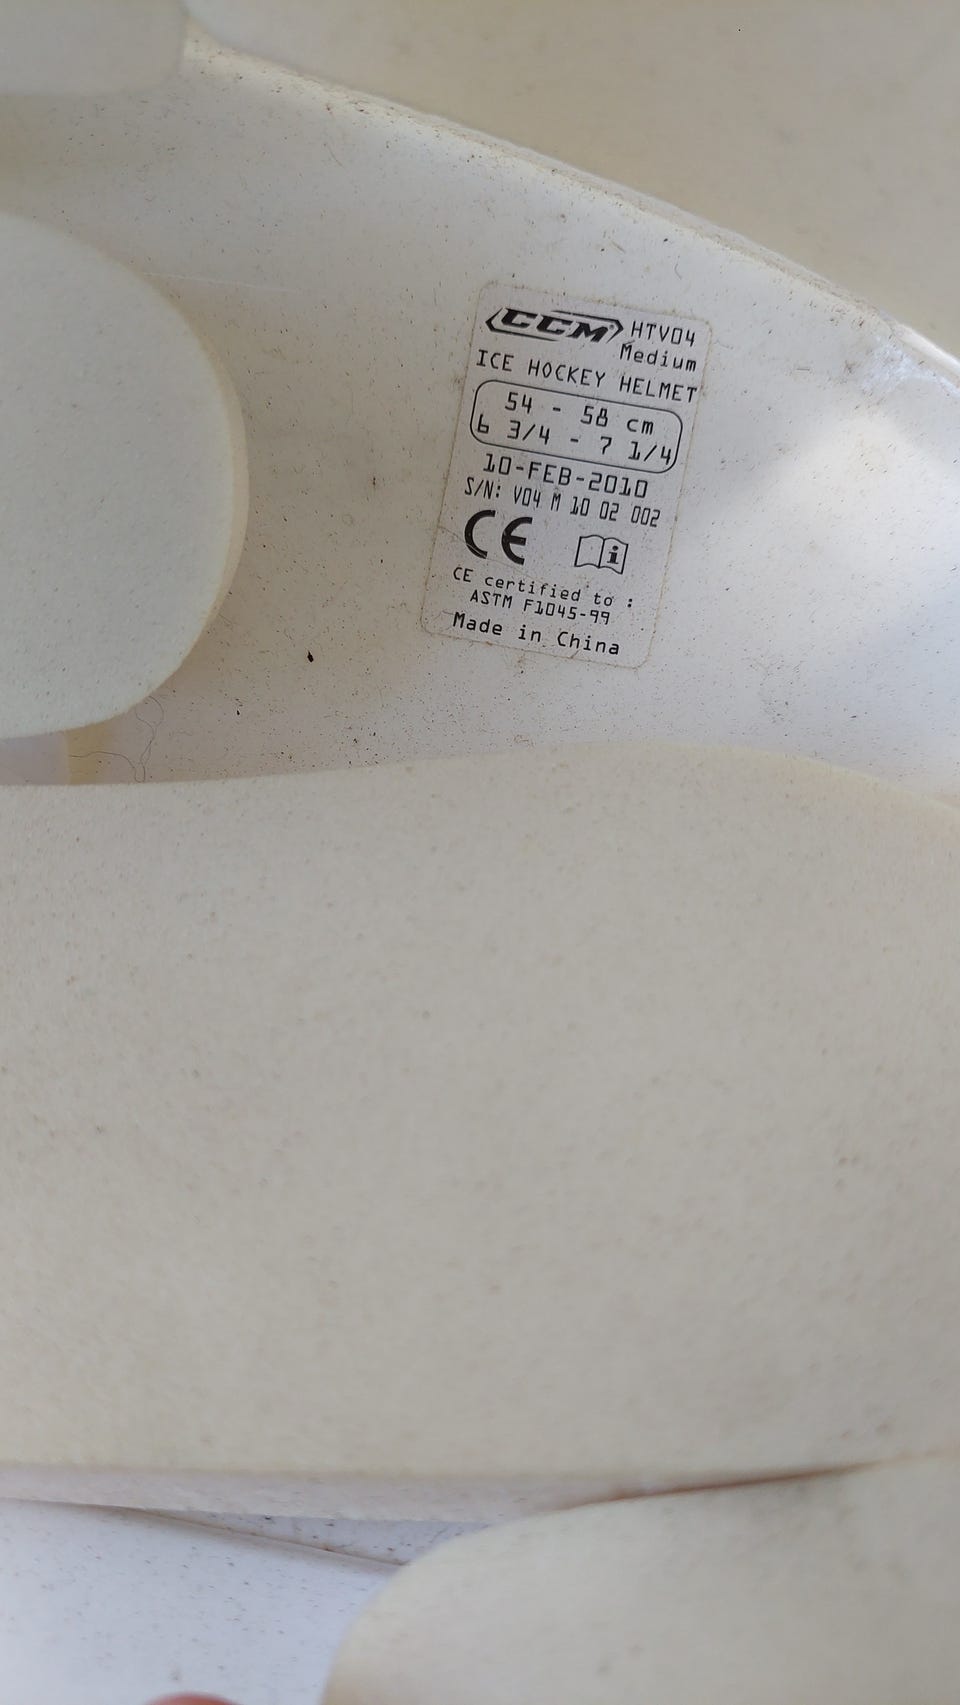 CCM HTV04
Medium
ICE HOCKEY HELMET
54 - 58 cm
6 3/4 - 7 1/4
10-FEB-2010
S/N: V04 M 10 02 002
CE
CE certified to :
ASTM F1045-99
Made in China